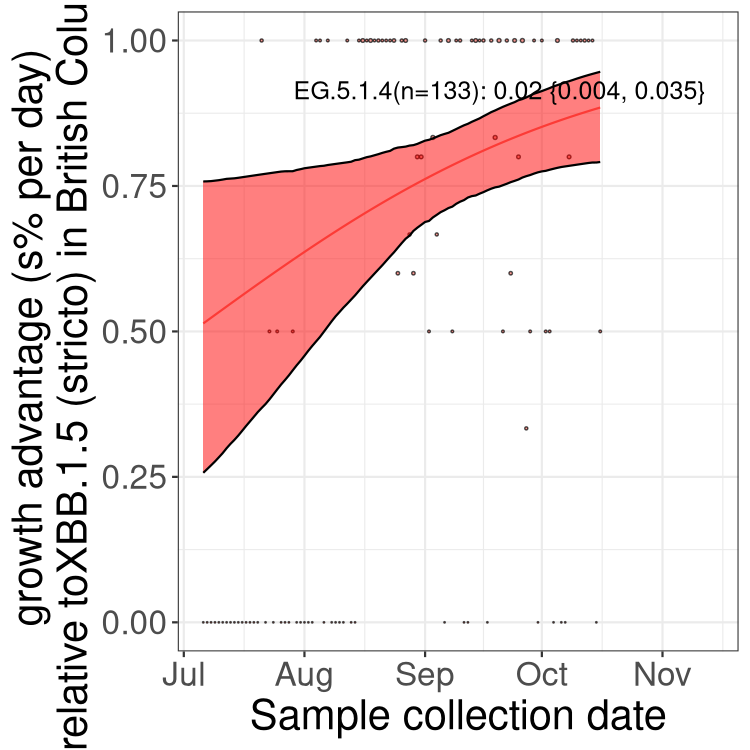 growth advantage (s% per day)
relative toXBB.1.5 (stricto) in British Colu
1.00
0.75
0.50
0.25
0.00
EG.5.1.4(n=133): 0.02 {0.004, 0.035}
Jul Aug Sep Oct Nov
Sample collection date